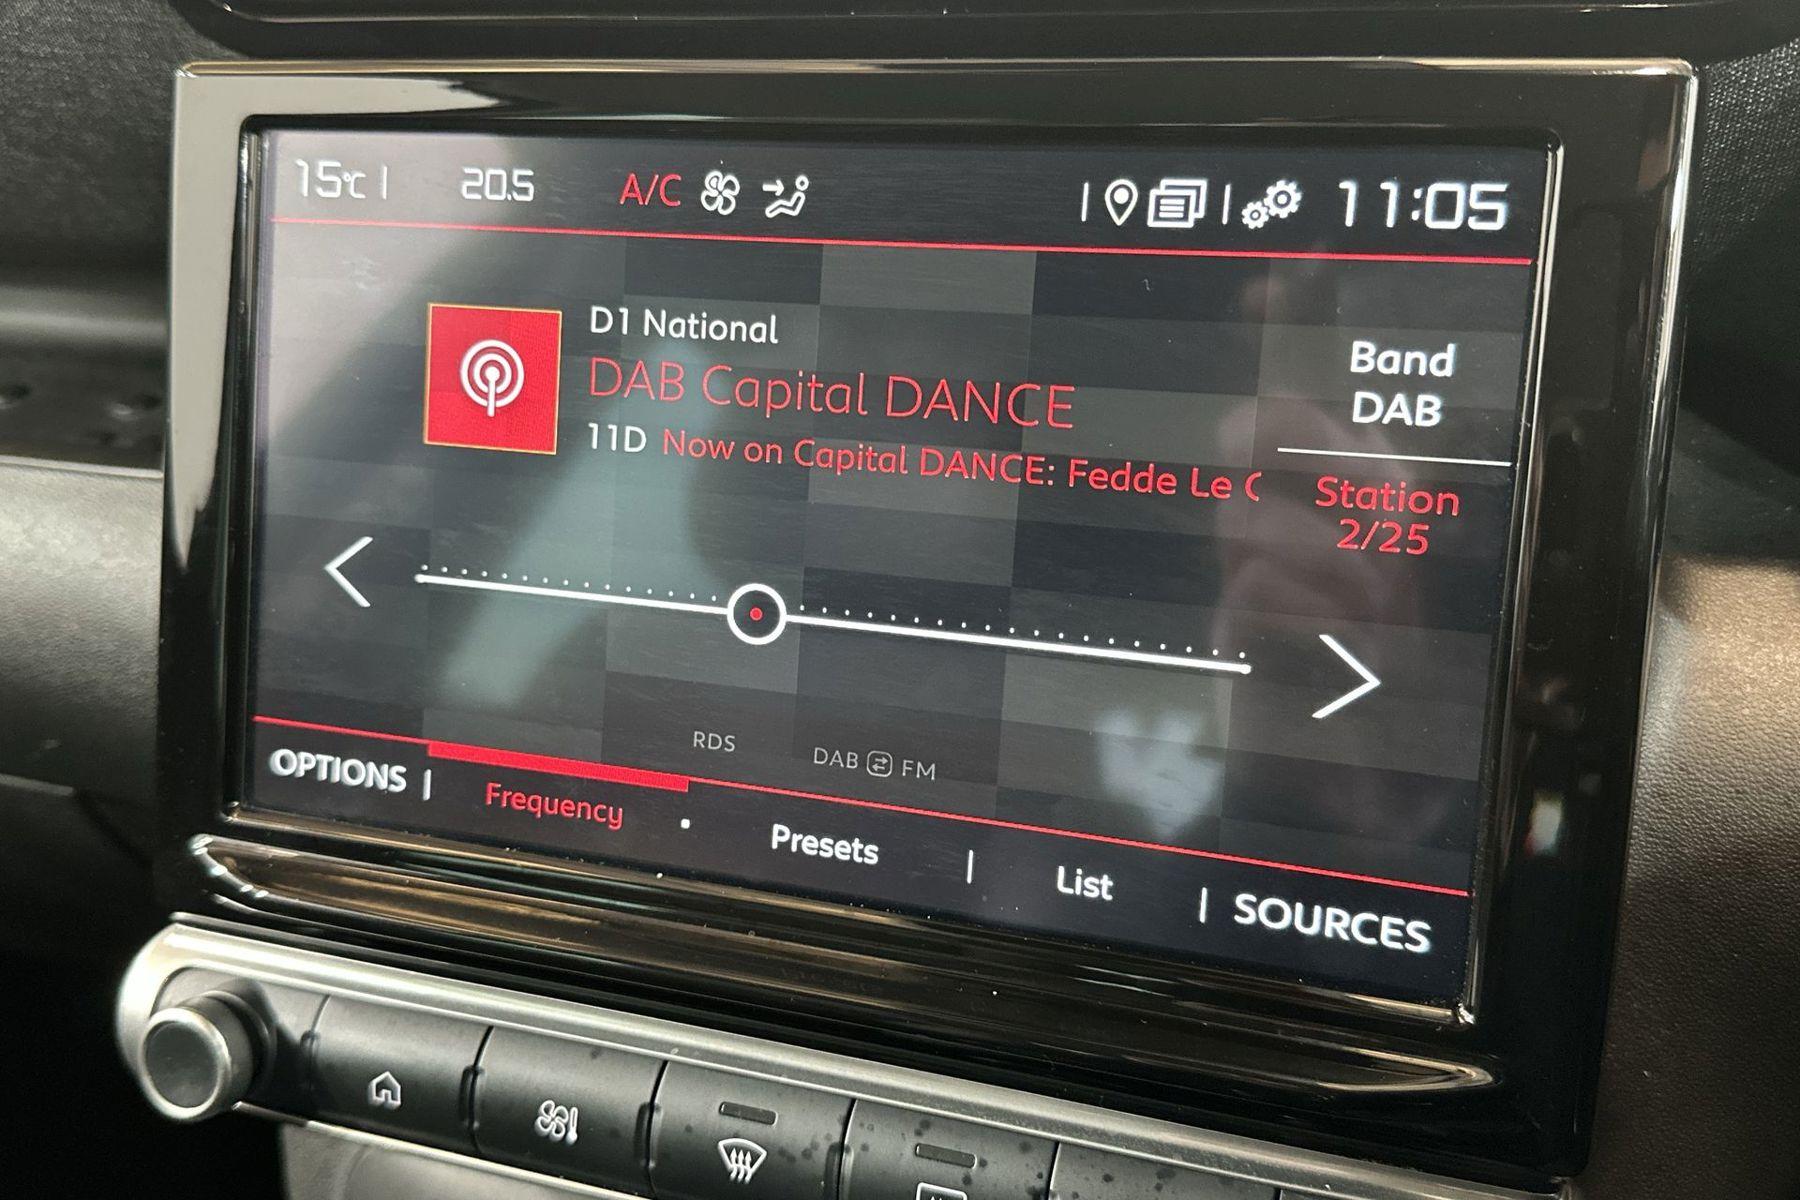 15°C | 20.5 A/C | | 11:05
D1 National
DAB Capital DANCE
11D Now on Capital DANCE: Fedde Le
Band
DAB
Station
2/25
RDS DAB FM
OPTIONS | Frequency · Presets | List | SOURCES